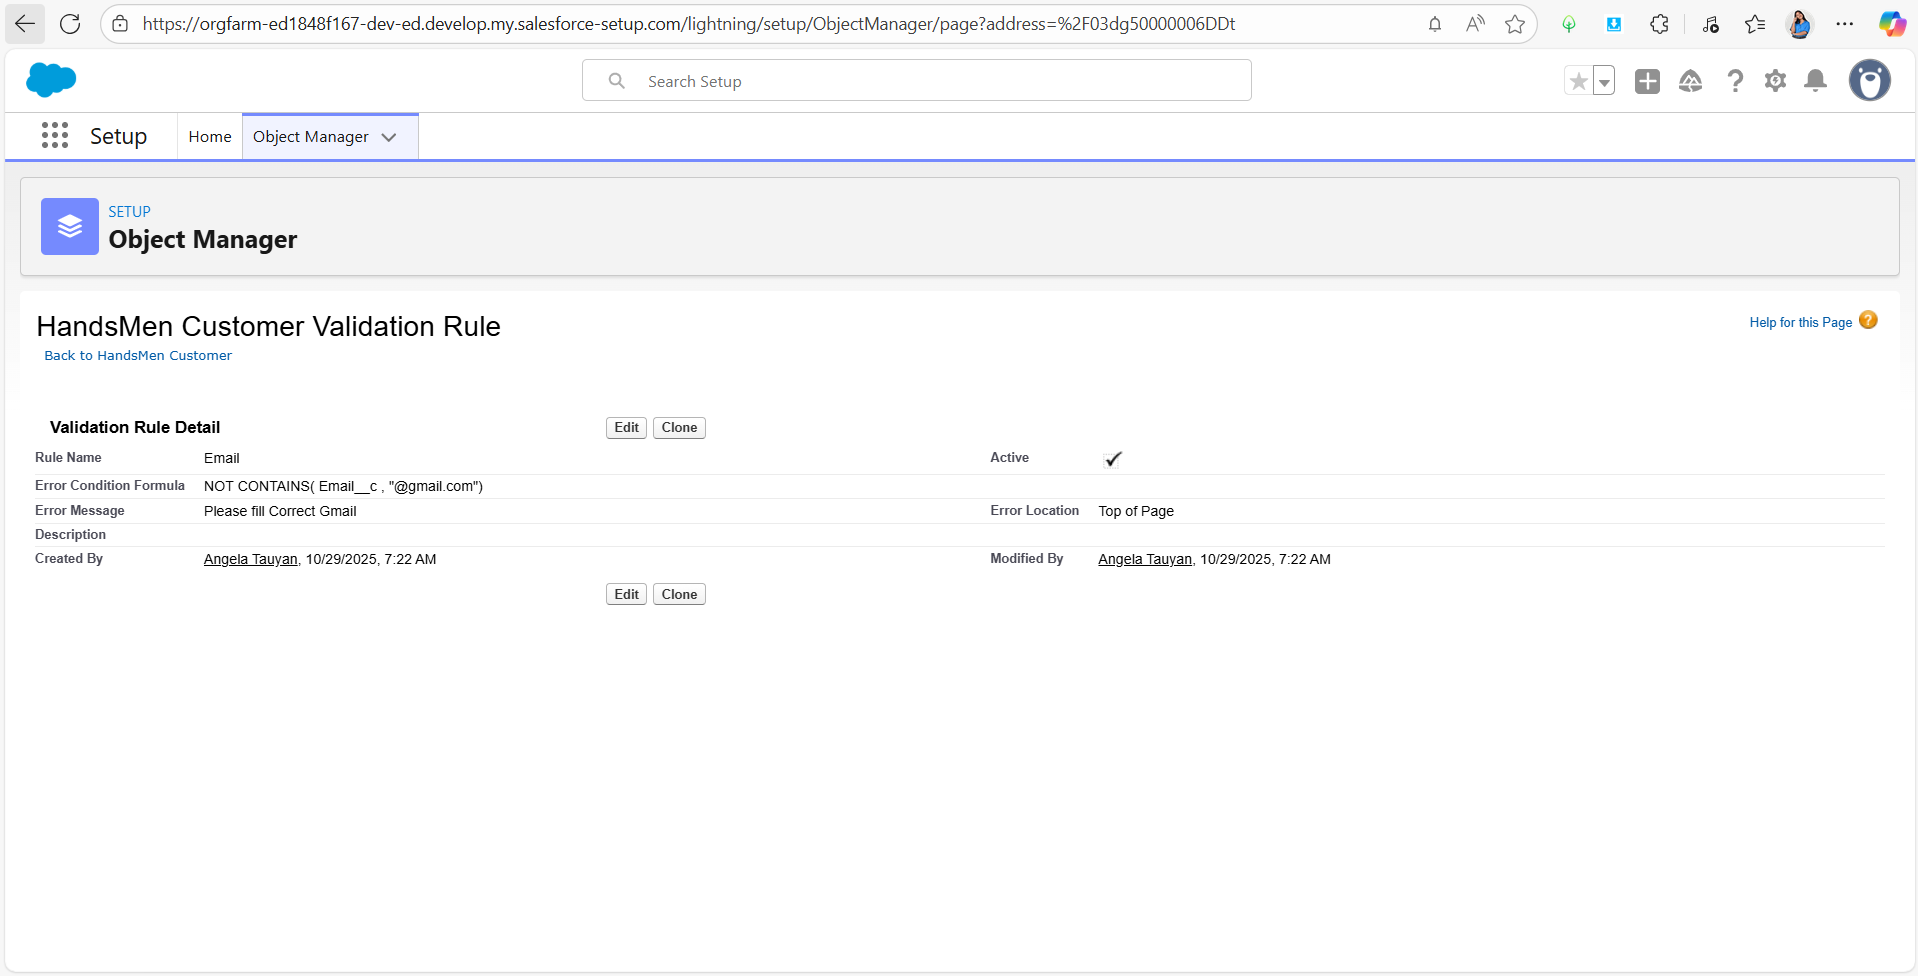 https://orgfarm-ed1848f167-dev-ed.develop.my.salesforce-setup.com/lightning/setup/ObjectManager/page?address=%2F03dg50000006DDt
Search Setup
Setup Home Object Manager
SETUP
Object Manager
HandsMen Customer Validation Rule
Help for this Page
Back to HandsMen Customer
Validation Rule Detail Edit Clone
Rule Name Email Active
Error Condition Formula NOT CONTAINS( Email__c , "@gmail.com")
Error Message Please fill Correct Gmail Error Location Top of Page
Description
Created By Angela Tauyan, 10/29/2025, 7:22 AM Modified By Angela Tauyan, 10/29/2025, 7:22 AM
Edit Clone